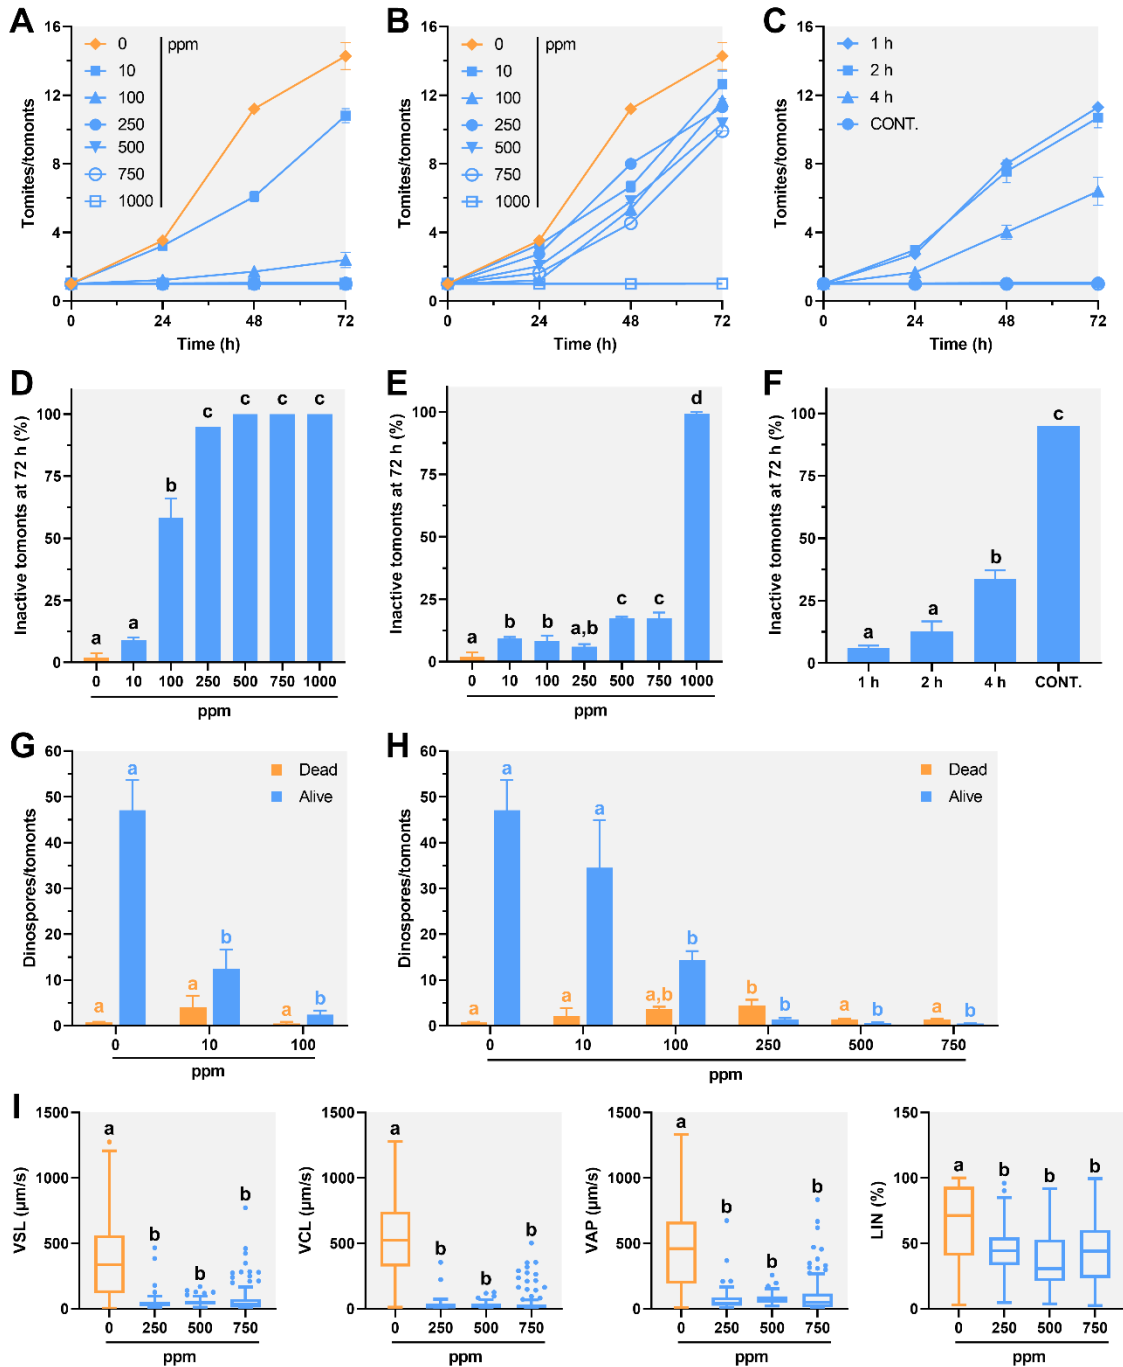 A
Tomites/tomonts
16
12
8
4
0
0 ppm
10
100
250
500
750
1000
0 24 48 72
Time (h)
B
Tomites/tomonts
16
12
8
4
0
0 ppm
10
100
250
500
750
1000
0 24 48 72
Time (h)
C
Tomites/tomonts
16
12
8
4
0
1 h
2 h
4 h
CONT.
0 24 48 72
Time (h)
D
Inactive tomonts at 72 h (%)
100
75
50
25
0
a a b c c c c
0 10 100 250 500 750 1000
ppm
E
Inactive tomonts at 72 h (%)
100
75
50
25
0
a b b a,b c c d
0 10 100 250 500 750 1000
ppm
F
Inactive tomonts at 72 h (%)
100
75
50
25
0
a a b c
1 h 2 h 4 h CONT.
G
Dinospores/tomonts
60
50
40
30
20
10
0
Dead
Alive
a a a b a b
0 10 100
ppm
H
Dinospores/tomonts
60
50
40
30
20
10
0
Dead
Alive
a a a a a,b b b b a b a b
0 10 100 250 500 750
ppm
I
VSL (µm/s)
1500
1000
500
0
a b b b
0 250 500 750
ppm
VCL (µm/s)
1500
1000
500
0
a b b b
0 250 500 750
ppm
VAP (µm/s)
1500
1000
500
0
a b b b
0 250 500 750
ppm
LIN (%)
150
100
50
0
a b b b
0 250 500 750
ppm